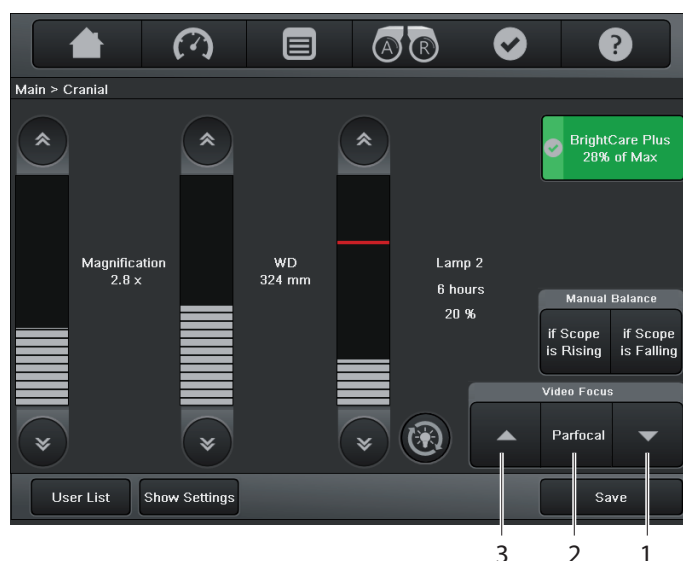 A R ?
Main > Cranial
BrightCare Plus
28% of Max
Magnification
2.8 x
WD
324 mm
Lamp 2
6 hours
20 %
Manual Balance
if Scope
is Rising
if Scope
is Falling
Video Focus
Parfocal
User List
Show Settings
Save
3 2 1